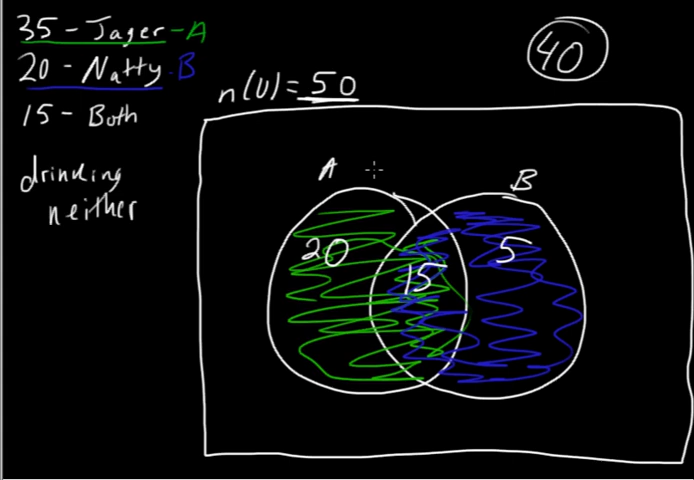 35 - Jager - A
20 - Natty B
15 - Both
drinking
neither
40
n(U) = 50
A
B
20
15
5